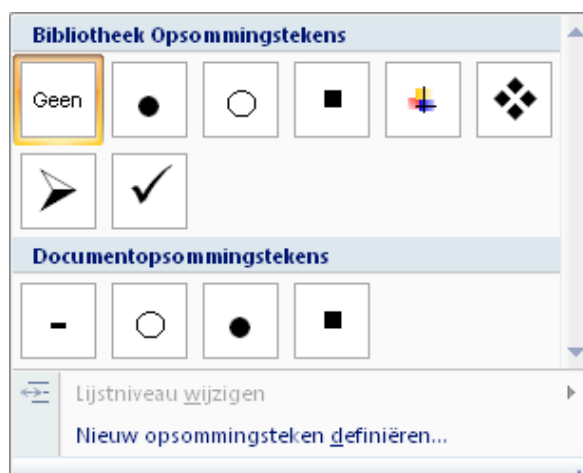 Bibliotheek Opsommingstekens
Geen
Documentopsommingstekens
Lijstniveau wijzigen
Nieuw opsommingsteken definiëren...